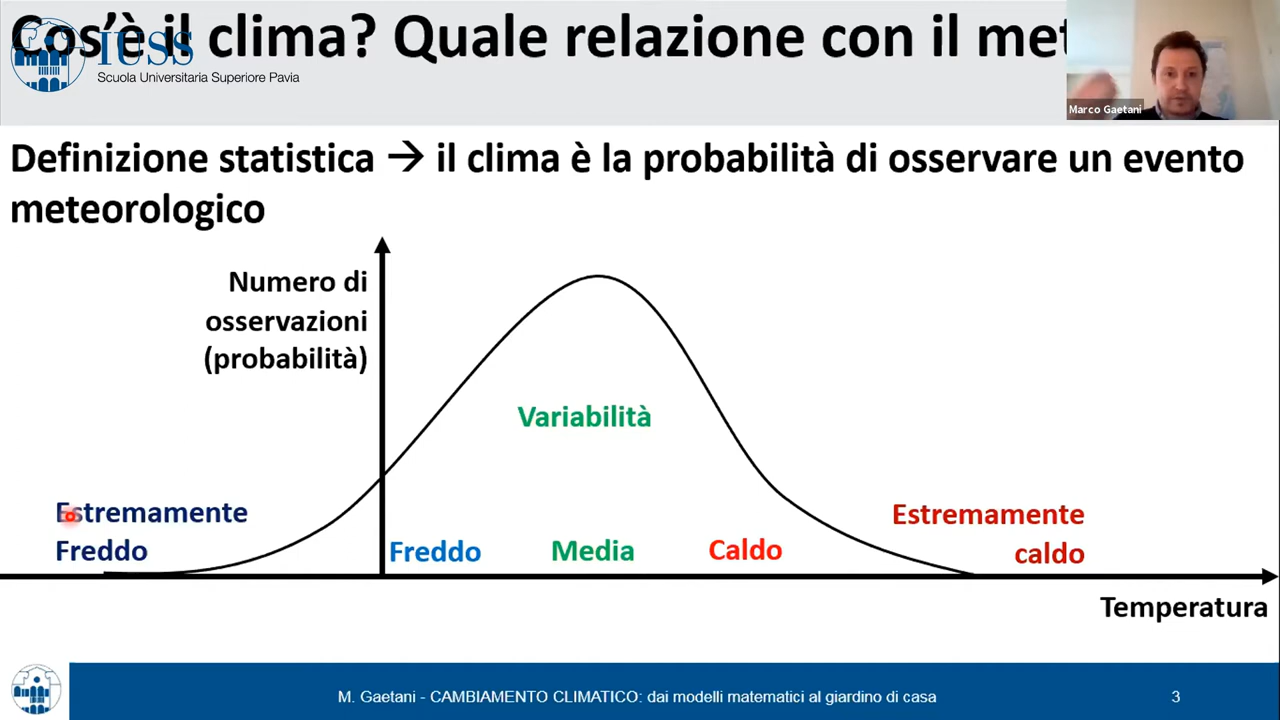 Cos'è il clima? Quale relazione con il met
IUSS
Scuola Universitaria Superiore Pavia
Marco Gaetani
Definizione statistica → il clima è la probabilità di osservare un evento
meteorologico
Numero di
osservazioni
(probabilità)
Variabilità
Estremamente
Freddo
Freddo
Media
Caldo
Estremamente
caldo
Temperatura
M. Gaetani - CAMBIAMENTO CLIMATICO: dai modelli matematici al giardino di casa
3